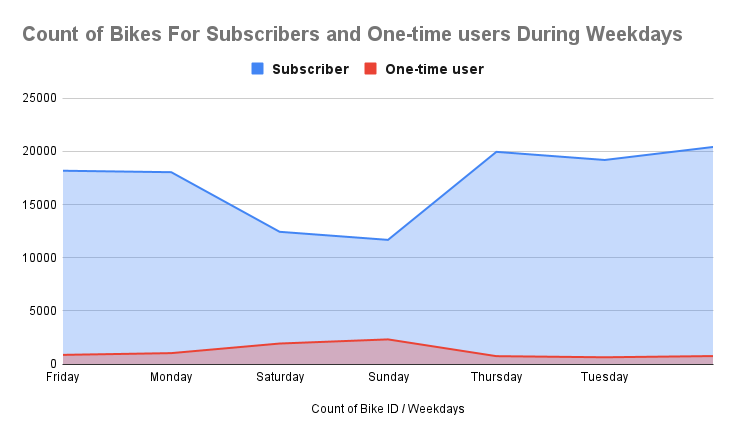 Count of Bikes For Subscribers and One-time users During Weekdays
Subscriber One-time user
25000
20000
15000
10000
5000
0
Friday Monday Saturday Sunday Thursday Tuesday
Count of Bike ID / Weekdays